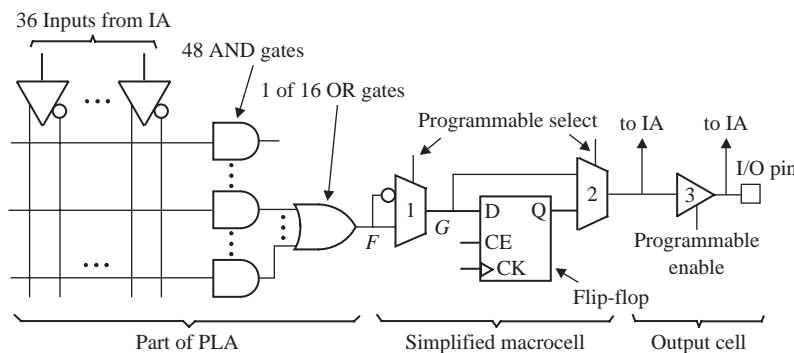 36 Inputs from IA
48 AND gates
1 of 16 OR gates
Programmable select
to IA
to IA
I/O pin
1
2
3
D
Q
F
G
CE
CK
Programmable
enable
Flip-flop
Part of PLA
Simplified macrocell
Output cell